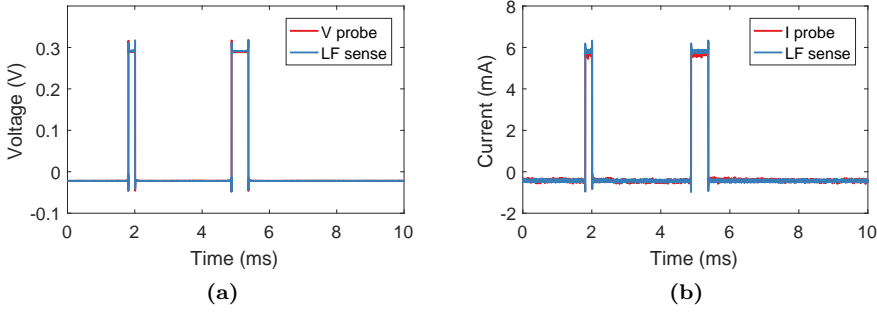 V probe
LF sense
0.3
0.3
0.1
0
-0.1
0 2 4 6 8 10
Voltage (V)
Time (ms)
(a)
I probe
LF sense
8
6
4
2
0
-2
0 2 4 6 8 10
Current (mA)
Time (ms)
(b)